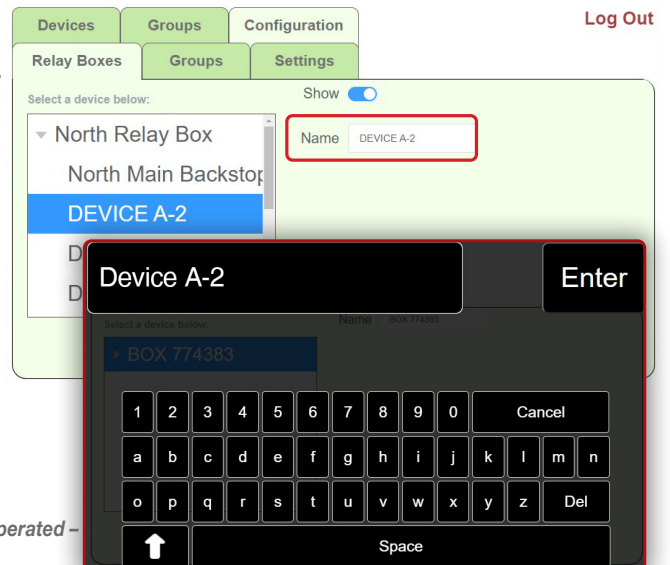 Devices Groups Configuration Log Out
Relay Boxes Groups Settings
Select a device below: Show
North Relay Box
Name DEVICE A-2
North Main Backstop
DEVICE A-2
D
D
Device A-2 Enter
Select a device below: Name BOX 774383
BOX 774383
1 2 3 4 5 6 7 8 9 0 Cancel
a b c d e f g h i j k l m n
o p q r s t u v w x y z Del
perated –
Space